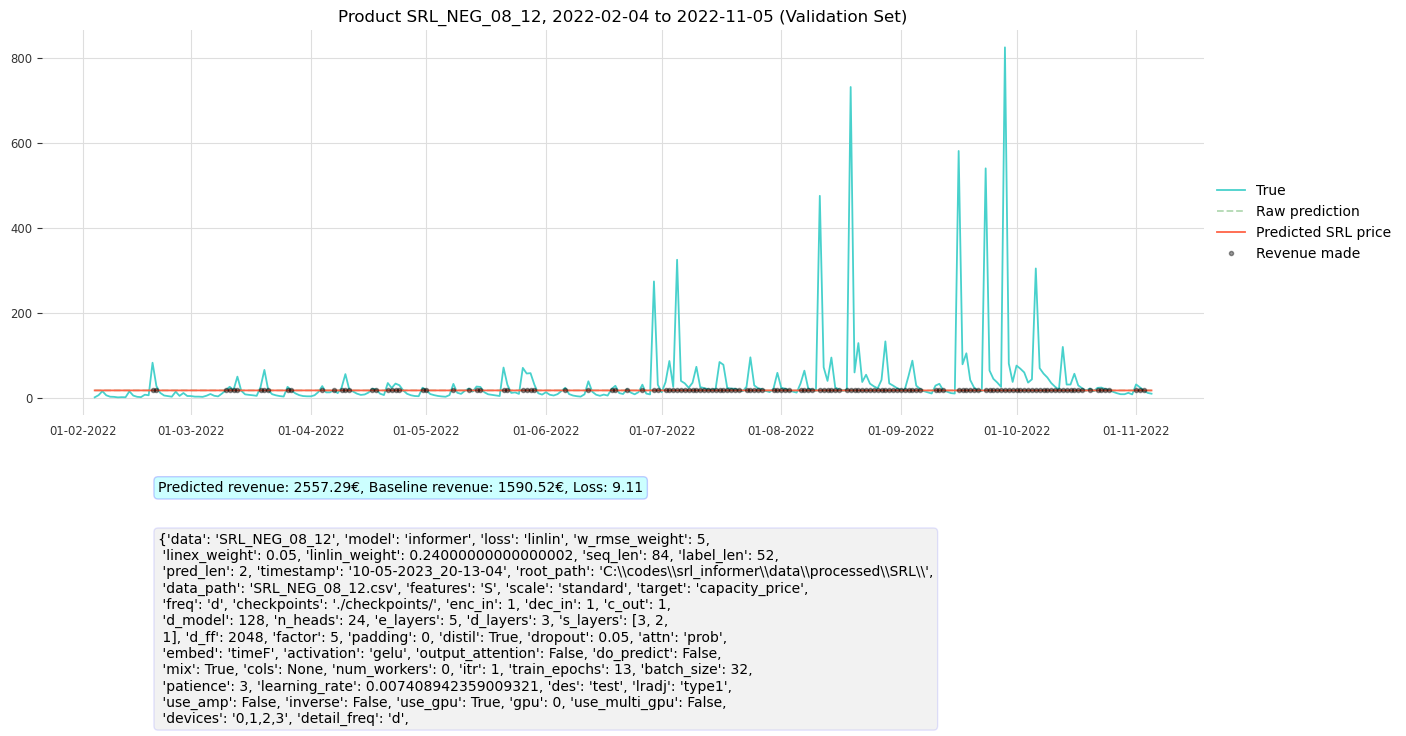 Product SRL_NEG_08_12, 2022-02-04 to 2022-11-05 (Validation Set)
800
600
400
200
0
01-02-2022 01-03-2022 01-04-2022 01-05-2022 01-06-2022 01-07-2022 01-08-2022 01-09-2022 01-10-2022 01-11-2022
True
Raw prediction
Predicted SRL price
Revenue made
Predicted revenue: 2557.29€, Baseline revenue: 1590.52€, Loss: 9.11
{'data': 'SRL_NEG_08_12', 'model': 'informer', 'loss': 'linlin', 'w_rmse_weight': 5,
'linex_weight': 0.05, 'linlin_weight': 0.24000000000000002, 'seq_len': 84, 'label_len': 52,
'pred_len': 2, 'timestamp': '10-05-2023_20-13-04', 'root_path': 'C:\\codes\\srl_informer\\data\\processed\\SRL\\',
'data_path': 'SRL_NEG_08_12.csv', 'features': 'S', 'scale': 'standard', 'target': 'capacity_price',
'freq': 'd', 'checkpoints': './checkpoints/', 'enc_in': 1, 'dec_in': 1, 'c_out': 1,
'd_model': 128, 'n_heads': 24, 'e_layers': 5, 'd_layers': 3, 's_layers': [3, 2,
1], 'd_ff': 2048, 'factor': 5, 'padding': 0, 'distil': True, 'dropout': 0.05, 'attn': 'prob',
'embed': 'timeF', 'activation': 'gelu', 'output_attention': False, 'do_predict': False,
'mix': True, 'cols': None, 'num_workers': 0, 'itr': 1, 'train_epochs': 13, 'batch_size': 32,
'patience': 3, 'learning_rate': 0.007408942359009321, 'des': 'test', 'lradj': 'type1',
'use_amp': False, 'inverse': False, 'use_gpu': True, 'gpu': 0, 'use_multi_gpu': False,
'devices': '0,1,2,3', 'detail_freq': 'd',